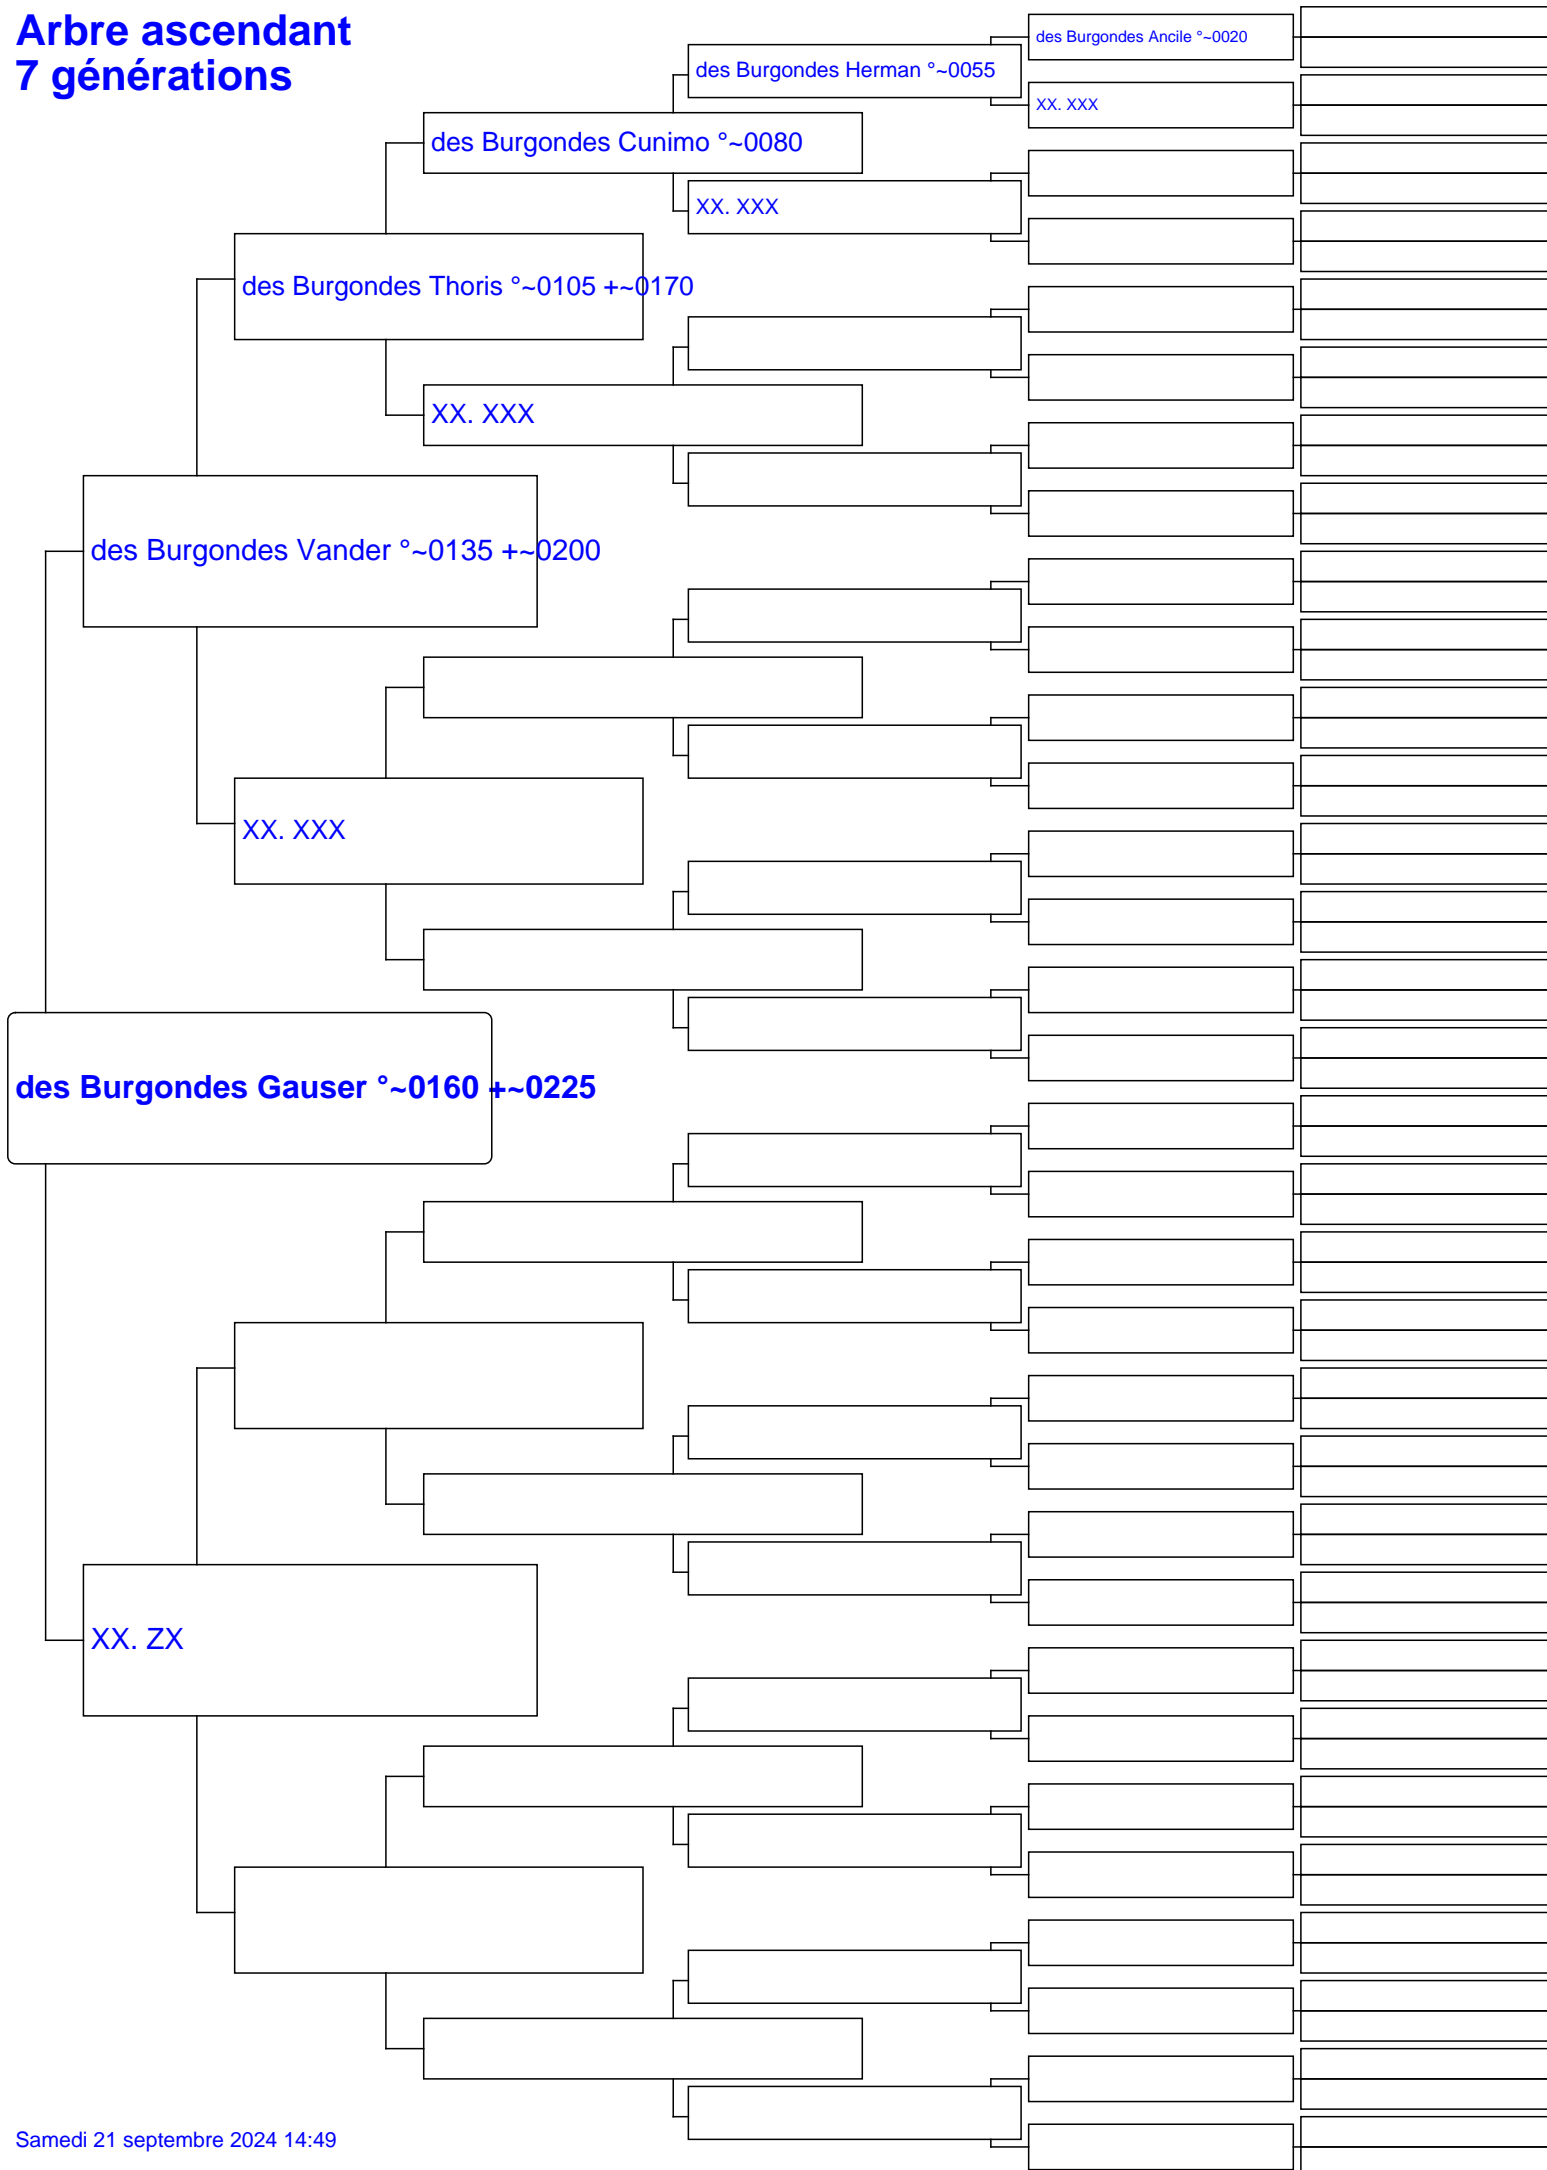 Arbre ascendant
7 générations
des Burgondes Ancile °~0020
des Burgondes Herman °~0055
XX. XXX
des Burgondes Cunimo °~0080
XX. XXX
des Burgondes Thoris °~0105 +~0170
XX. XXX
des Burgondes Vander °~0135 +~0200
XX. XXX
des Burgondes Gauser °~0160 +~0225
XX. ZX
Samedi 21 septembre 2024 14:49